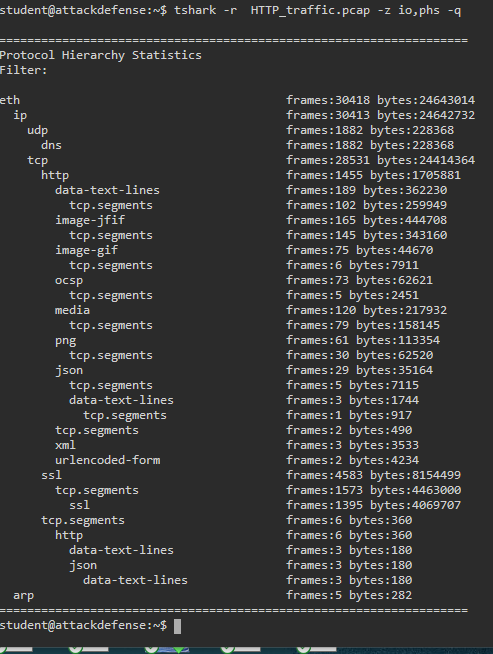 student@attackdefense:~$ tshark -r  HTTP_traffic.pcap -z io,phs -q

===================================================================
Protocol Hierarchy Statistics
Filter:

eth                                      frames:30418 bytes:24643014
  ip                                     frames:30413 bytes:24642732
    udp                                  frames:1882 bytes:228368
      dns                                frames:1882 bytes:228368
    tcp                                  frames:28531 bytes:24414364
      http                               frames:1455 bytes:1705881
        data-text-lines                  frames:189 bytes:362230
          tcp.segments                   frames:102 bytes:259949
        image-jfif                       frames:165 bytes:444708
          tcp.segments                   frames:145 bytes:343160
        image-gif                        frames:75 bytes:44670
          tcp.segments                   frames:6 bytes:7911
        ocsp                             frames:73 bytes:62621
          tcp.segments                   frames:5 bytes:2451
        media                            frames:120 bytes:217932
          tcp.segments                   frames:79 bytes:158145
        png                              frames:61 bytes:113354
          tcp.segments                   frames:30 bytes:62520
        json                             frames:29 bytes:35164
          tcp.segments                   frames:5 bytes:7115
          data-text-lines                frames:3 bytes:1744
            tcp.segments                 frames:1 bytes:917
        tcp.segments                     frames:2 bytes:490
        xml                              frames:3 bytes:3533
        urlencoded-form                  frames:2 bytes:4234
      ssl                                frames:4583 bytes:8154499
        tcp.segments                     frames:1573 bytes:4463000
          ssl                            frames:1395 bytes:4069707
      tcp.segments                       frames:6 bytes:360
        http                             frames:6 bytes:360
          data-text-lines                frames:3 bytes:180
          json                           frames:3 bytes:180
            data-text-lines              frames:3 bytes:180
  arp                                    frames:5 bytes:282
===================================================================
student@attackdefense:~$